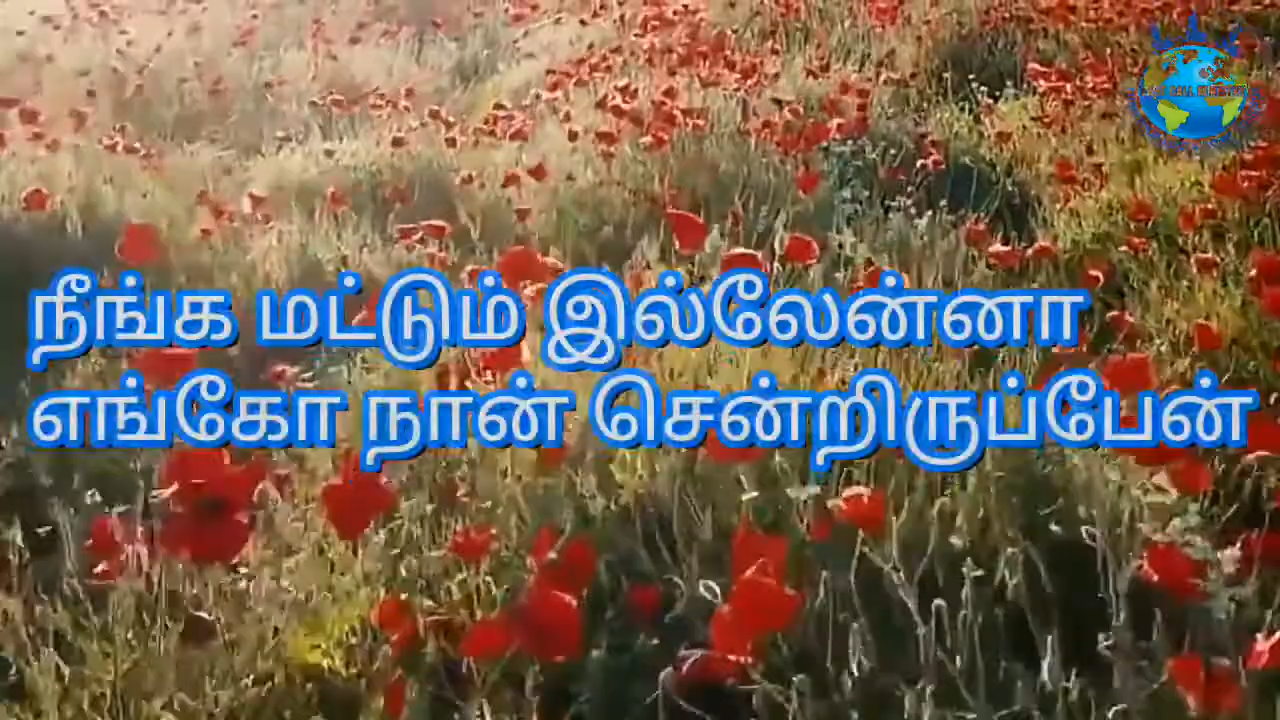 நீங்க மட்டும் இல்லேன்னா
எங்கோ நான் சென்றிருப்பேன்